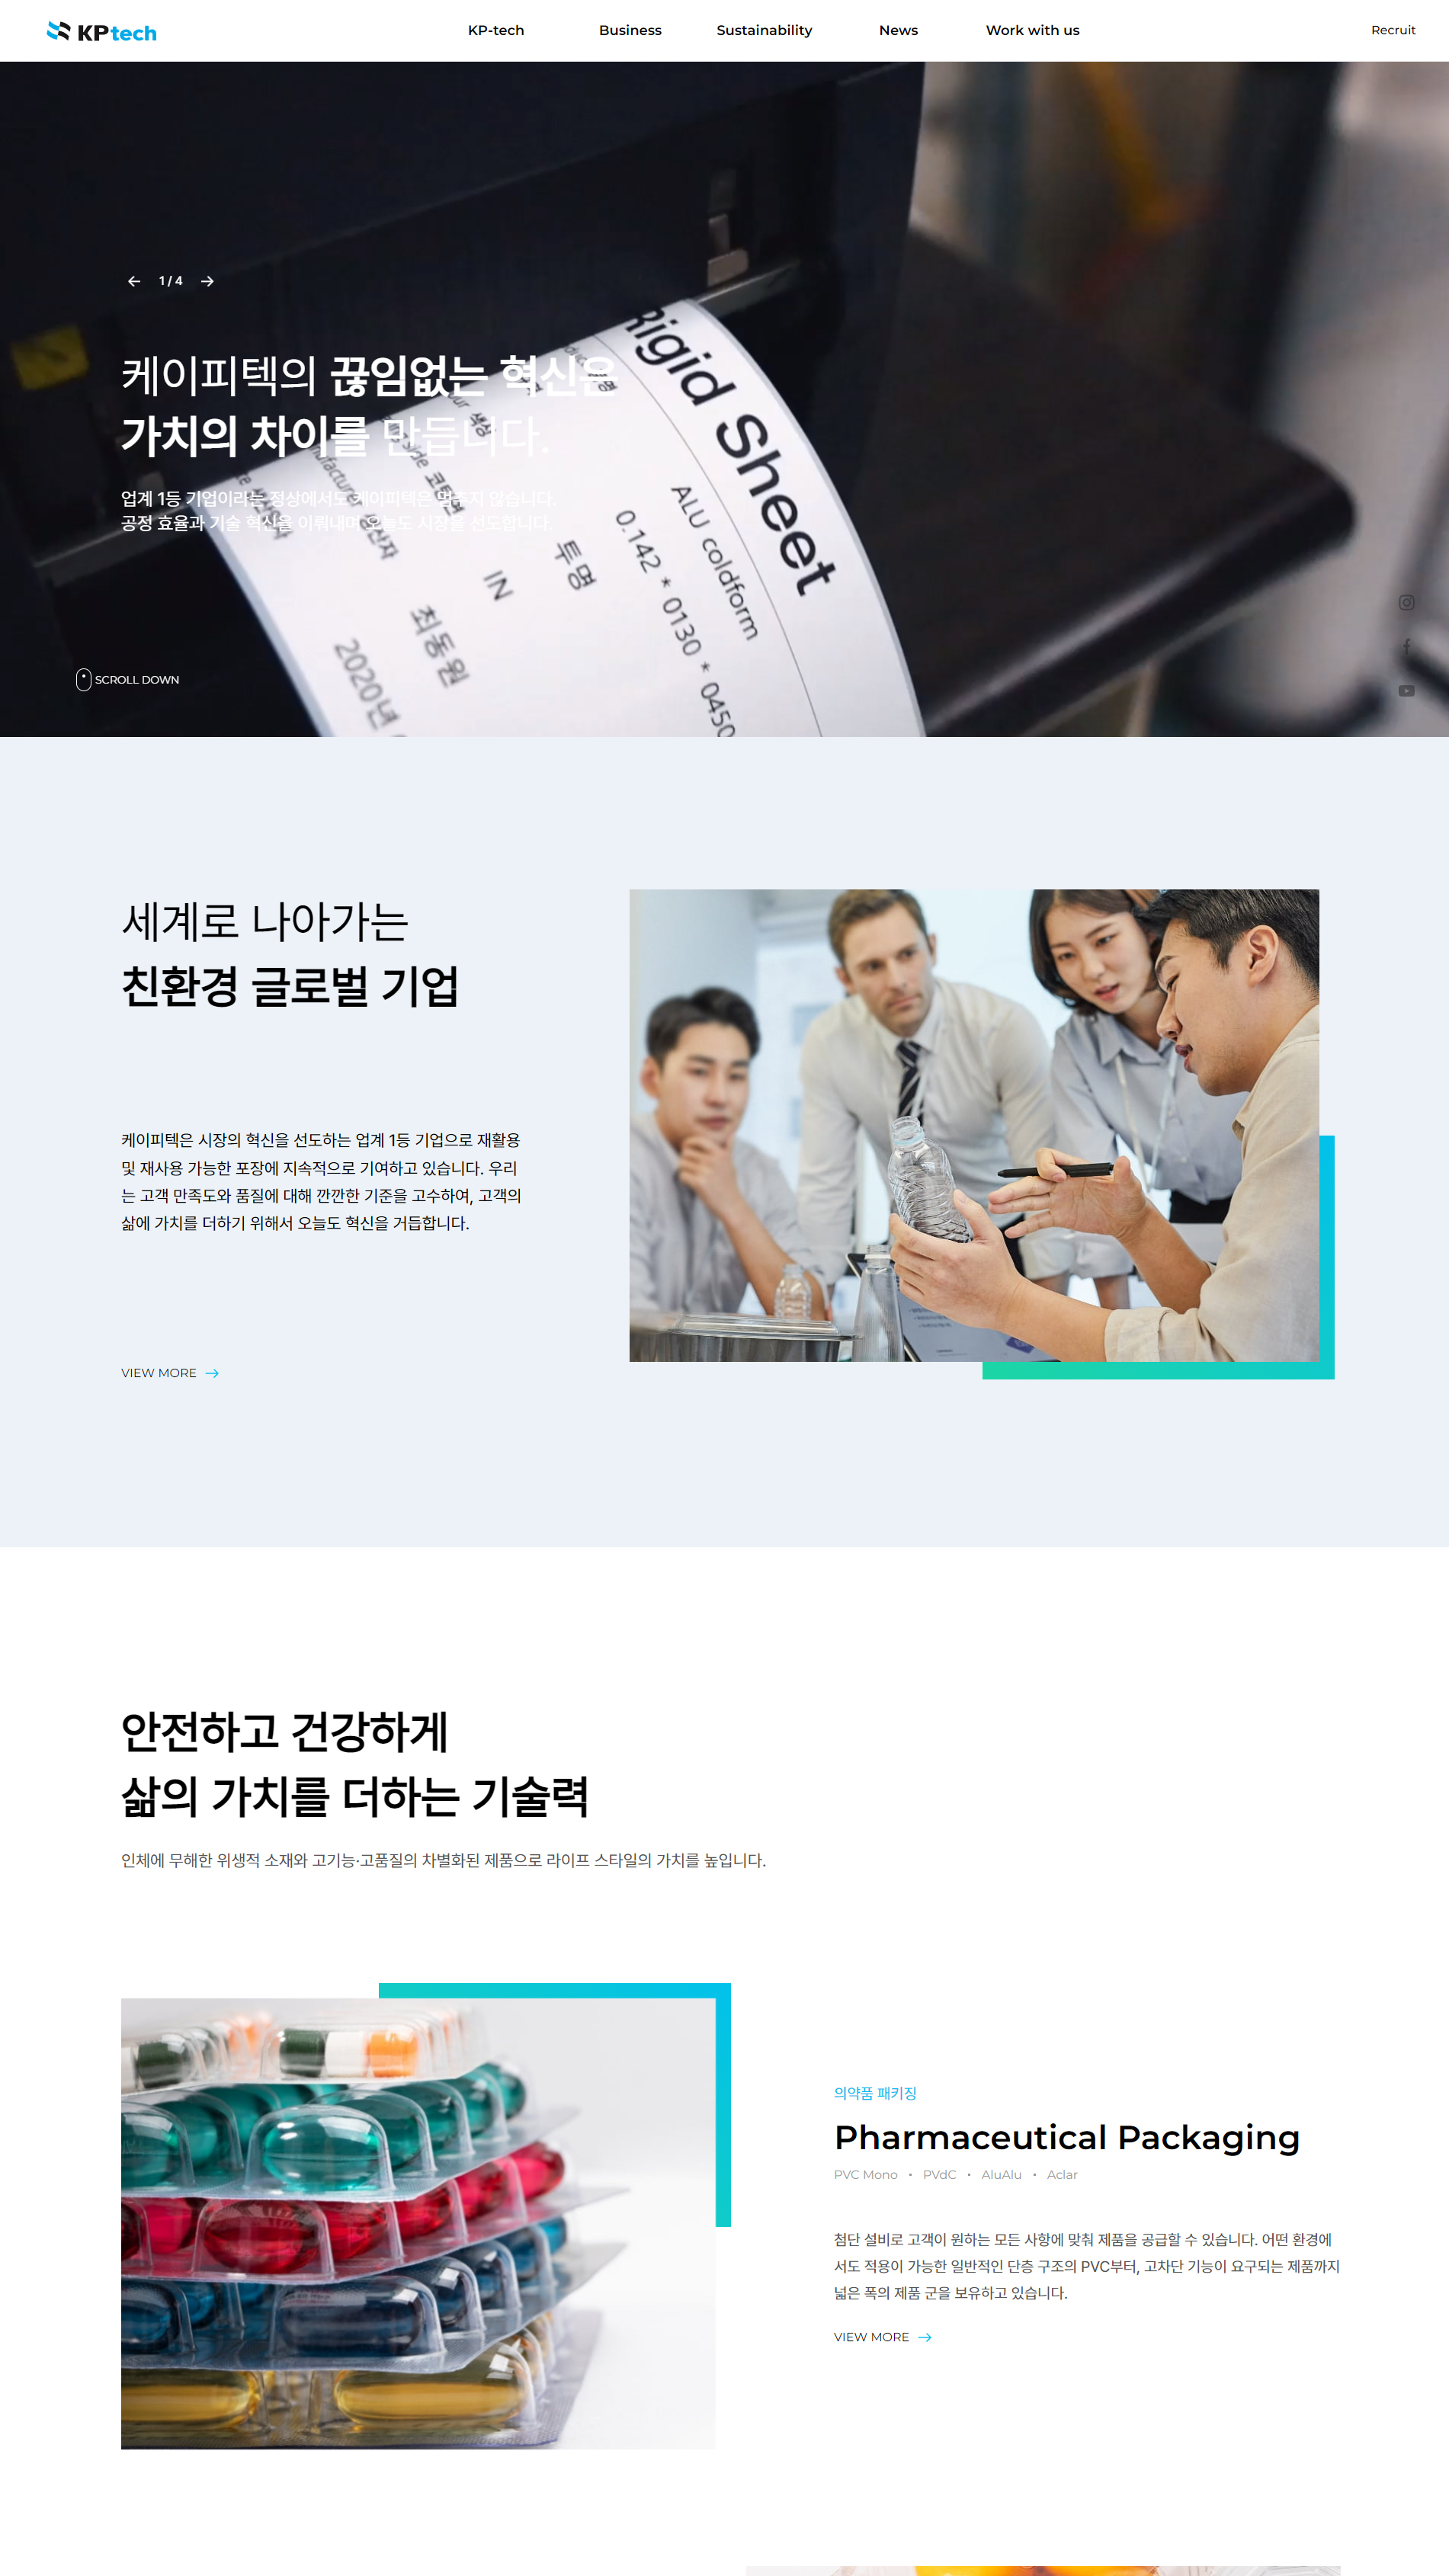 KPtech
KP-tech
Business
Sustainability
News
Work with us
Recruit
1 / 4
케이피텍의 끊임없는 혁신은
가치의 차이를 만듭니다.
업계 1등 기업이라는 정상에서도 케이피텍은 멈추지 않습니다.
공정 효율과 기술 혁신을 이뤄내며 오늘도 시장을 선도합니다.
Rigid Sheet
ALU coldform
0.142 * 0130 * 0450
투명
IN
최동원
2020년
SCROLL DOWN
세계로 나아가는
친환경 글로벌 기업
케이피텍은 시장의 혁신을 선도하는 업계 1등 기업으로 재활용
및 재사용 가능한 포장에 지속적으로 기여하고 있습니다. 우리
는 고객 만족도와 품질에 대해 깐깐한 기준을 고수하여, 고객의
삶에 가치를 더하기 위해서 오늘도 혁신을 거듭합니다.
VIEW MORE
안전하고 건강하게
삶의 가치를 더하는 기술력
인체에 무해한 위생적 소재와 고기능·고품질의 차별화된 제품으로 라이프 스타일의 가치를 높입니다.
의약품 패키징
Pharmaceutical Packaging
PVC Mono • PVdC • AluAlu • Aclar
첨단 설비로 고객이 원하는 모든 사항에 맞춰 제품을 공급할 수 있습니다. 어떤 환경에
서도 적용이 가능한 일반적인 단층 구조의 PVC부터, 고차단 기능이 요구되는 제품까지
넓은 폭의 제품 군을 보유하고 있습니다.
VIEW MORE